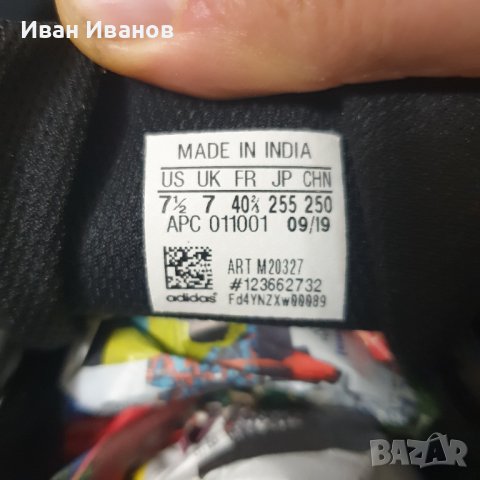 Иван Иванов
MADE IN INDIA
US UK FR JP CHN
7½ 7 40⅔ 255 250
APC 011001 09/19
ART M20327
#123662732
adidas Fd4YNZXw00089
BAZAR